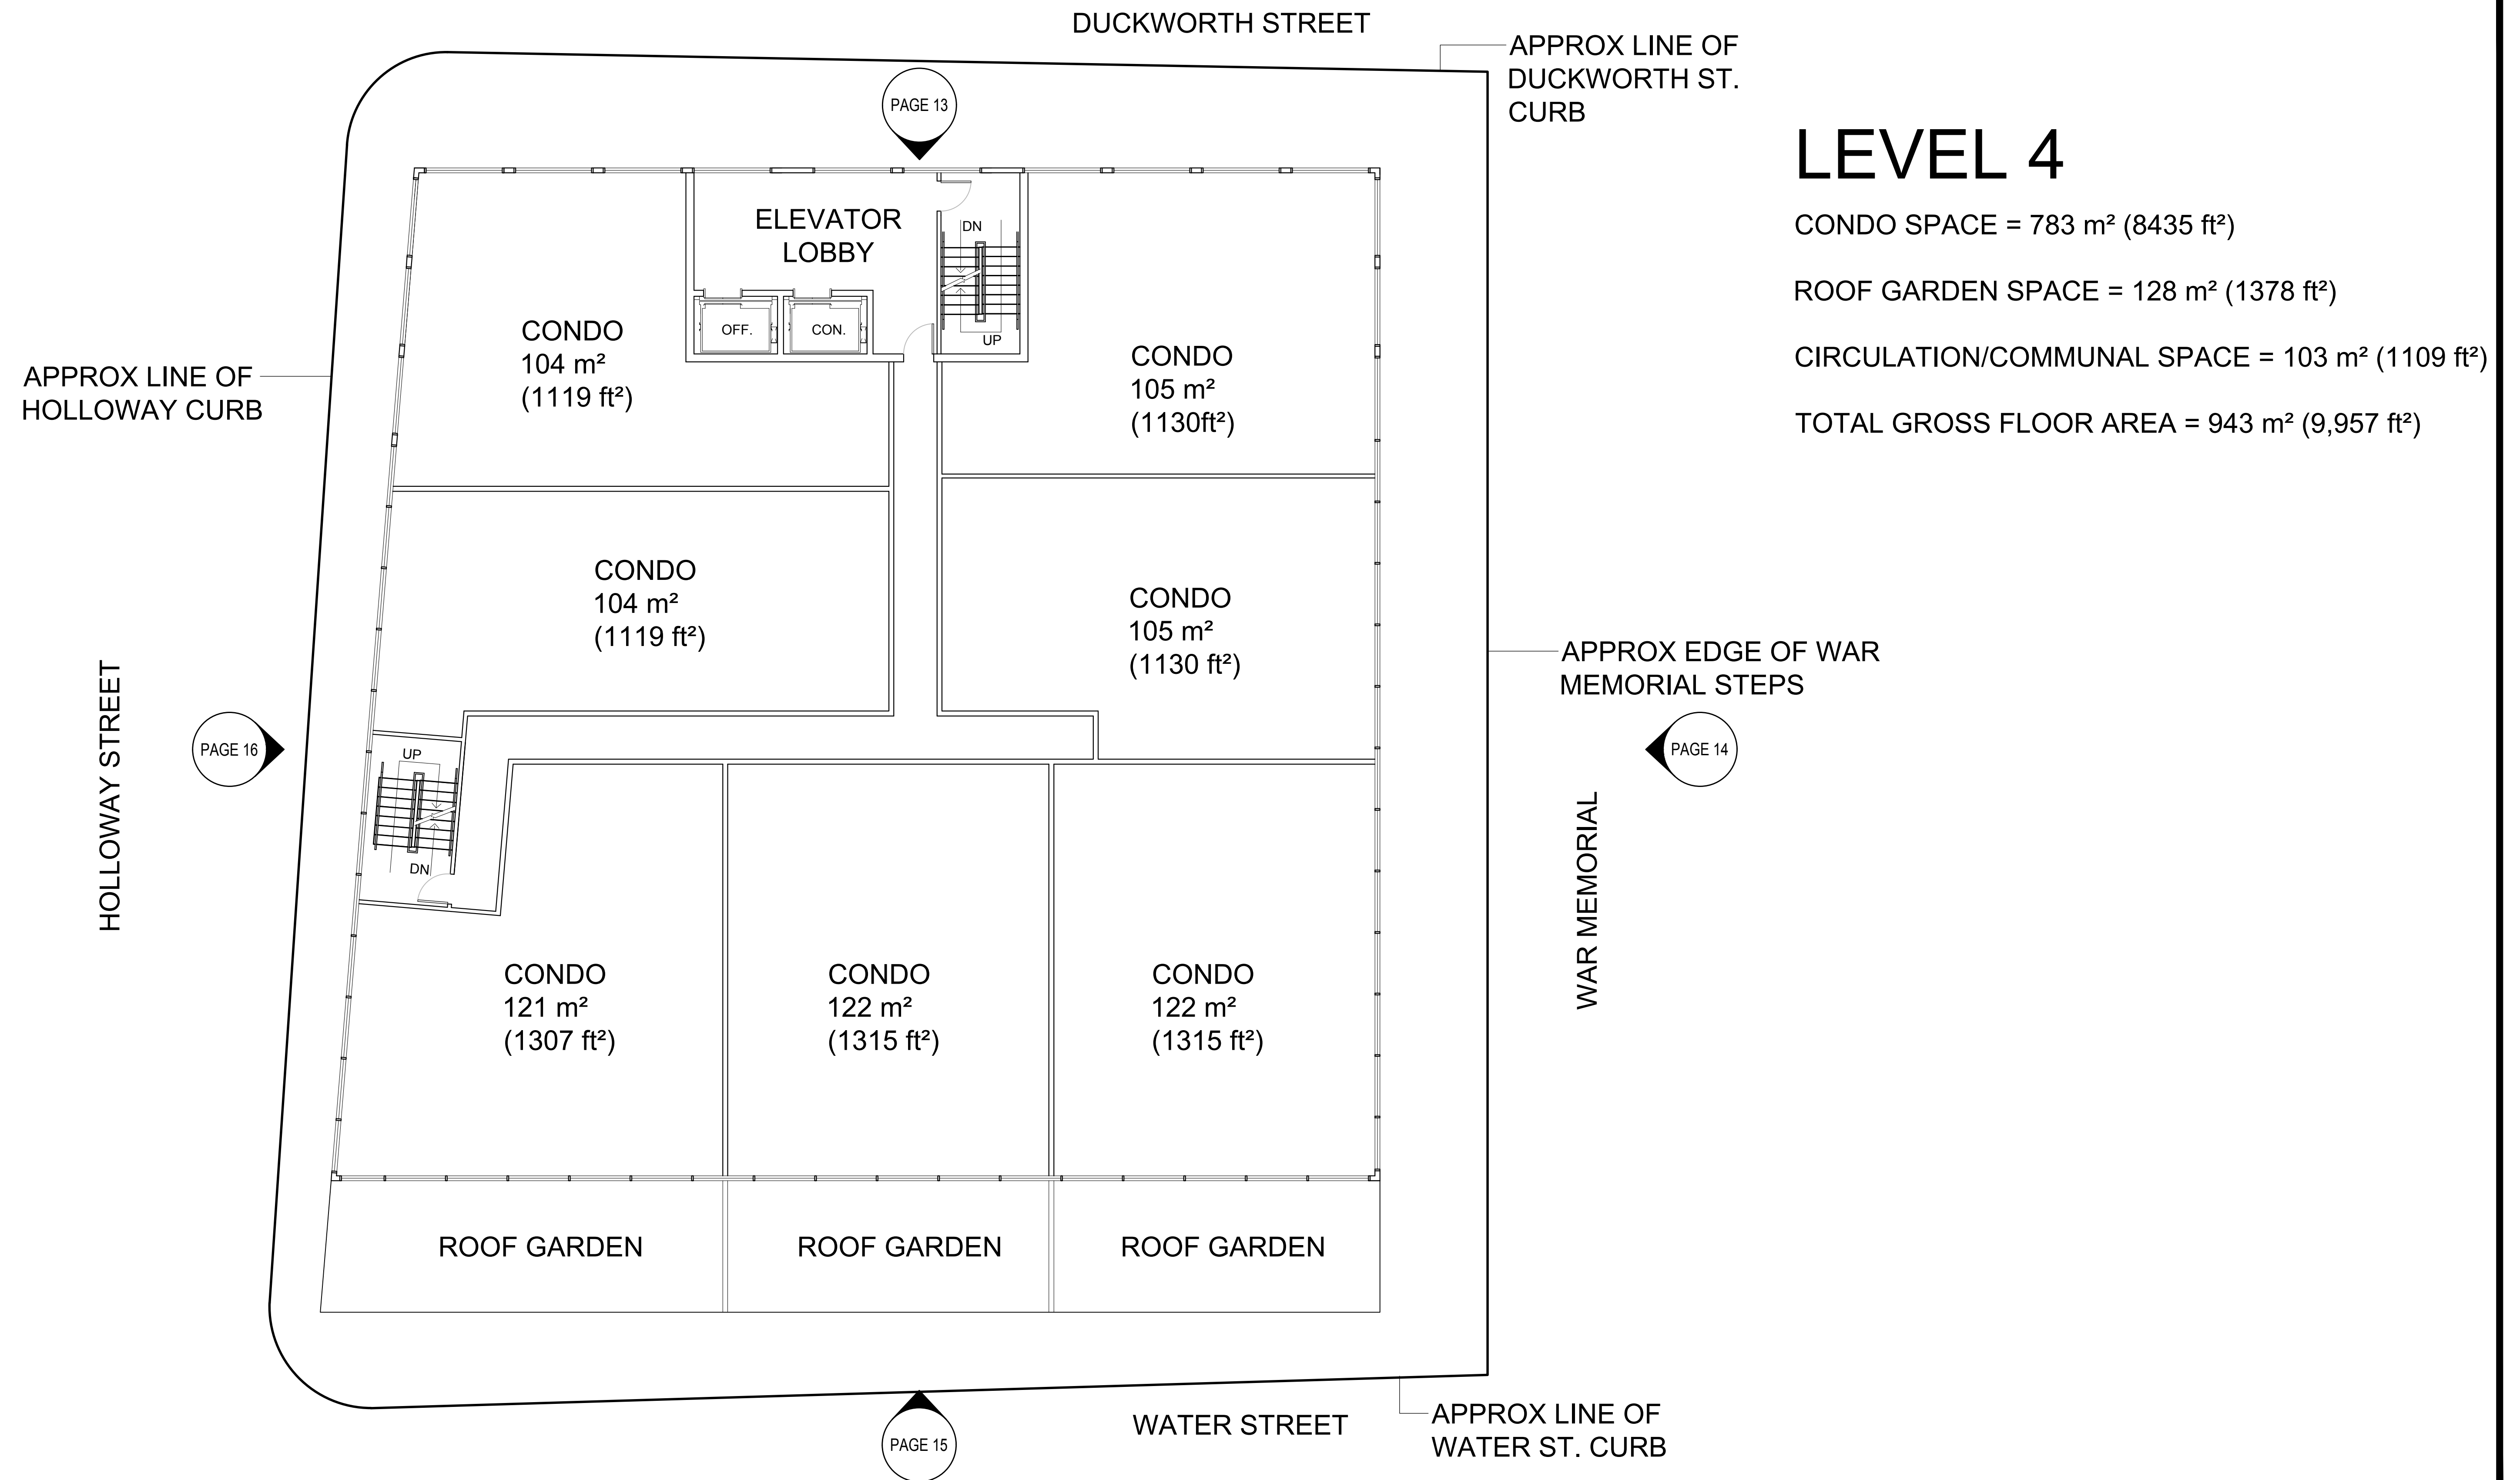 DUCKWORTH STREET
APPROX LINE OF
DUCKWORTH ST.
CURB
PAGE 13
LEVEL 4
CONDO SPACE = 783 m² (8435 ft²)
ROOF GARDEN SPACE = 128 m² (1378 ft²)
CIRCULATION/COMMUNAL SPACE = 103 m² (1109 ft²)
TOTAL GROSS FLOOR AREA = 943 m² (9,957 ft²)
ELEVATOR
LOBBY
DN
UP
OFF.
CON.
CONDO
104 m²
(1119 ft²)
CONDO
105 m²
(1130ft²)
APPROX LINE OF
HOLLOWAY CURB
CONDO
104 m²
(1119 ft²)
CONDO
105 m²
(1130 ft²)
APPROX EDGE OF WAR
MEMORIAL STEPS
HOLLOWAY STREET
PAGE 16
UP
DN
PAGE 14
WAR MEMORIAL
CONDO
121 m²
(1307 ft²)
CONDO
122 m²
(1315 ft²)
CONDO
122 m²
(1315 ft²)
ROOF GARDEN
ROOF GARDEN
ROOF GARDEN
PAGE 15
WATER STREET
APPROX LINE OF
WATER ST. CURB